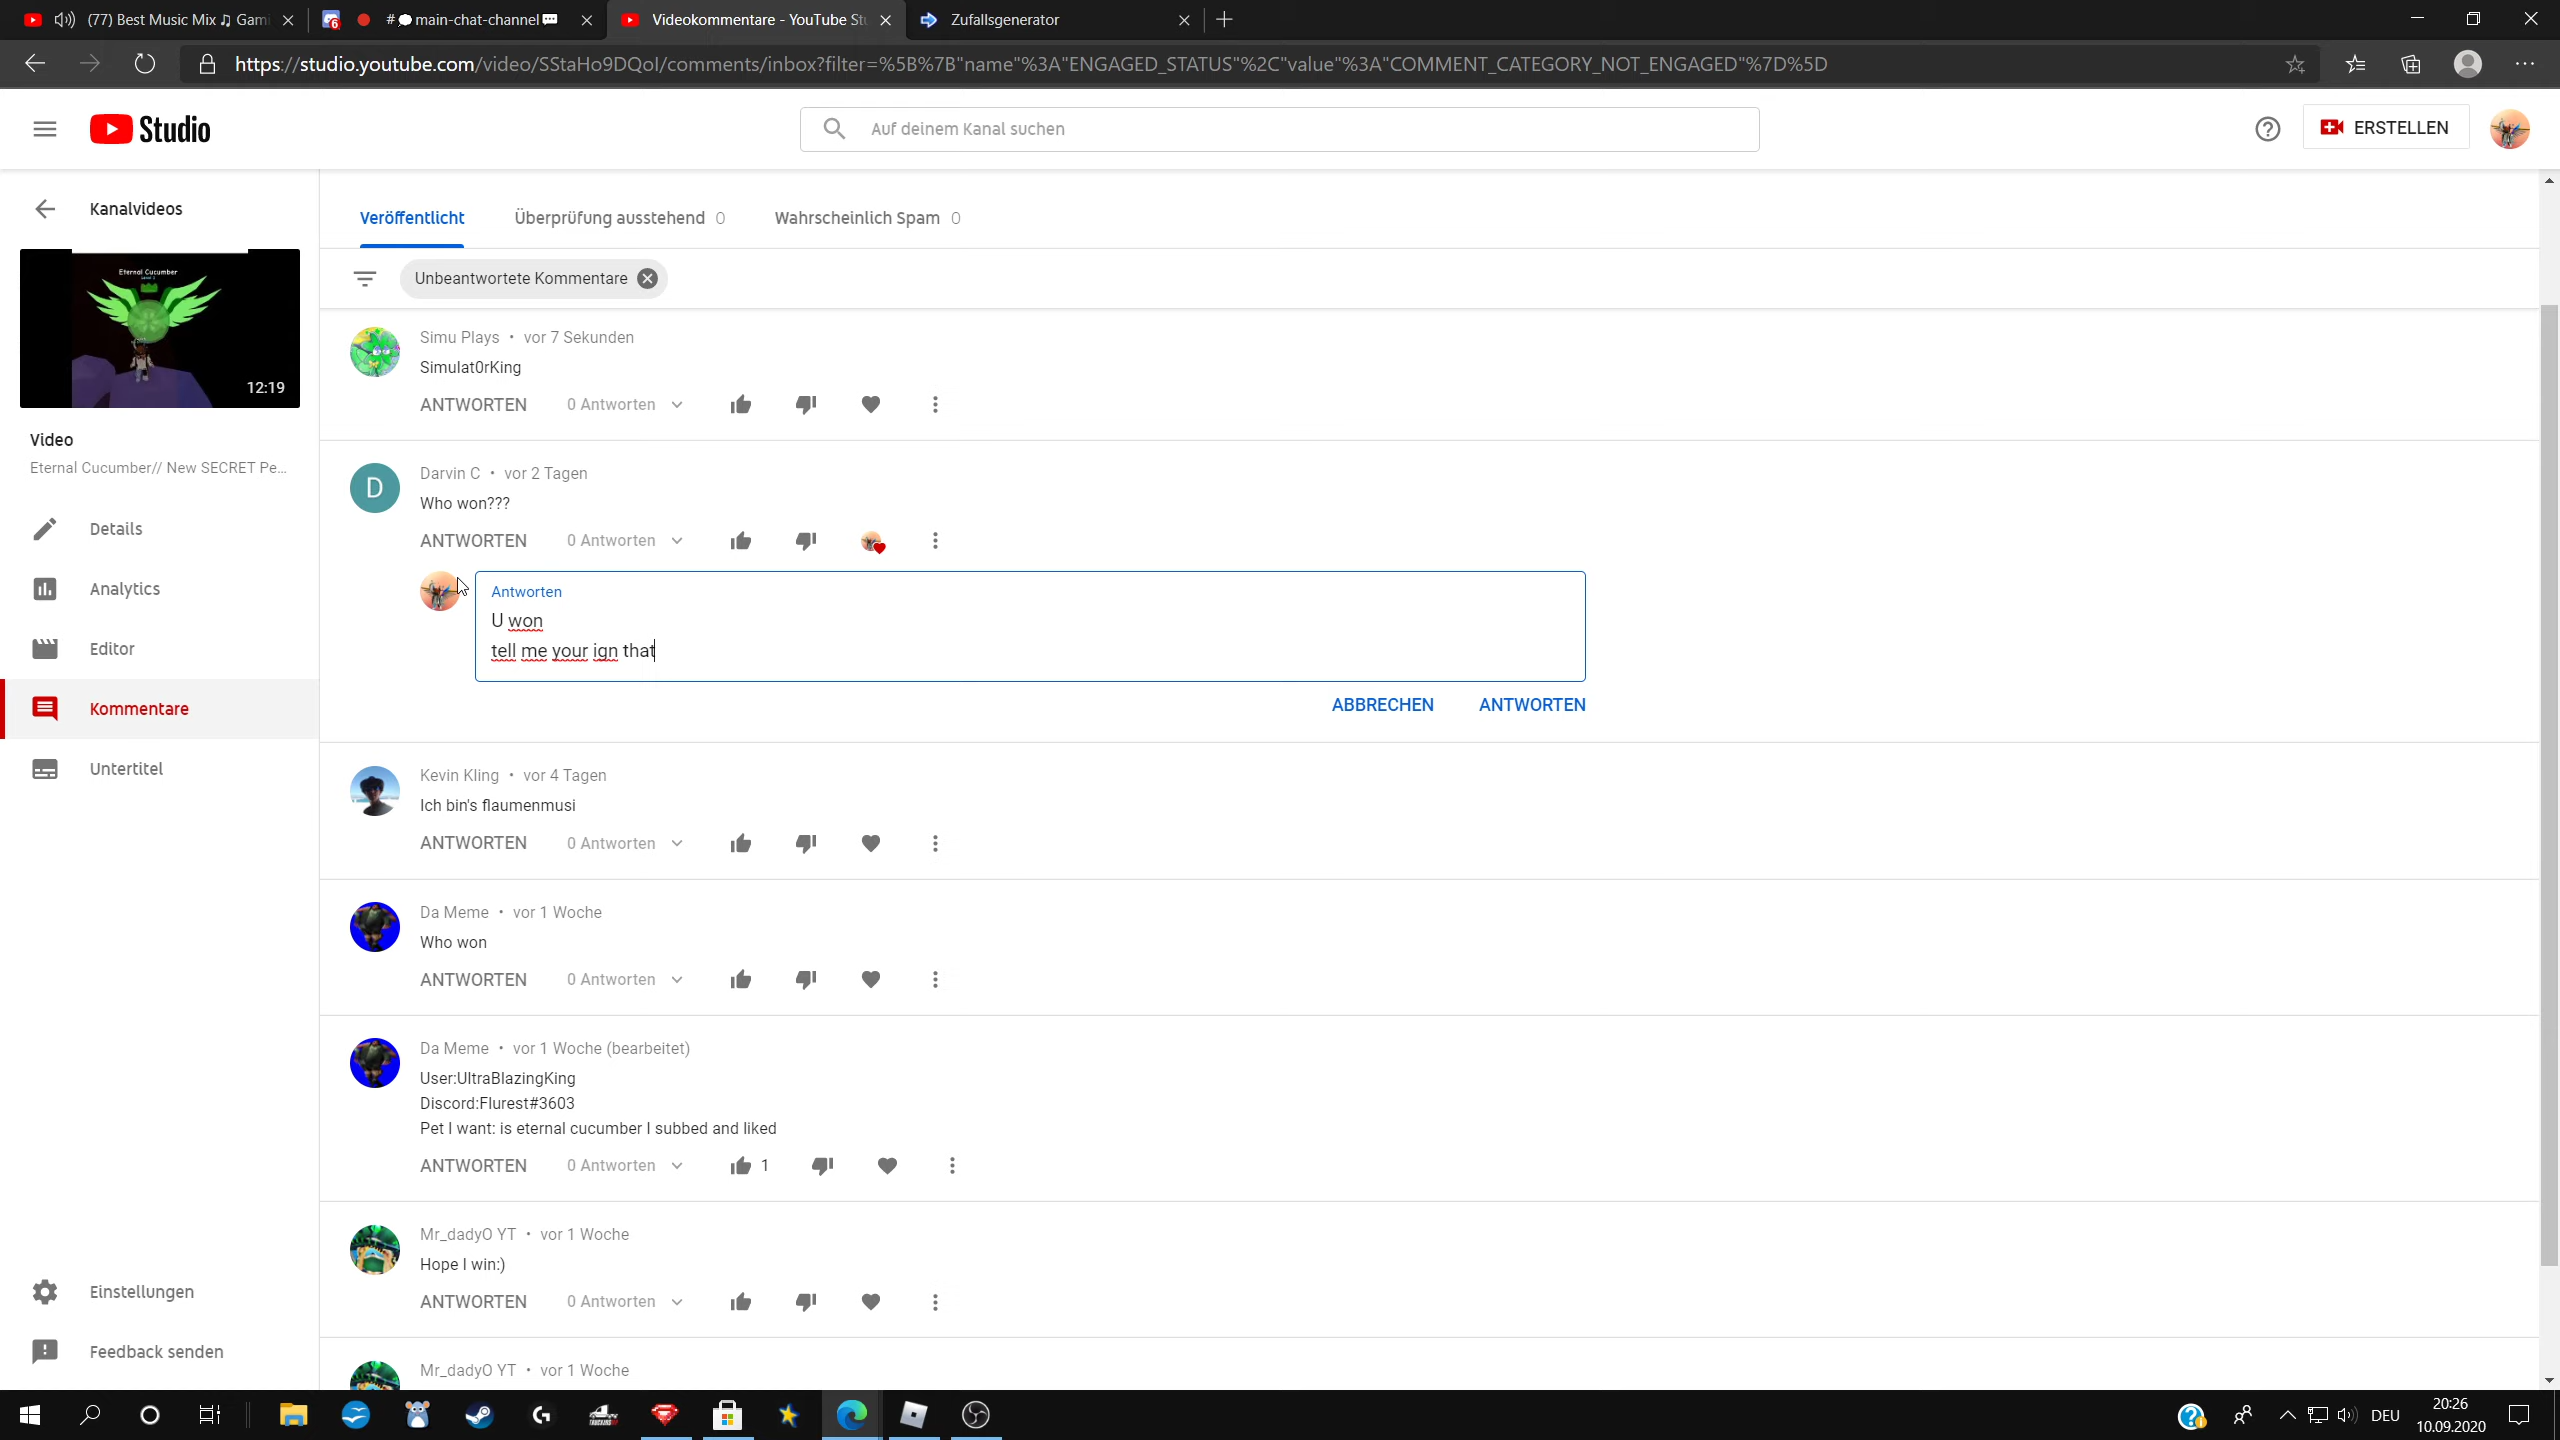 (77) Best Music Mix ♫ Gami
#💬main-chat-channel💬
Videokommentare - YouTube Stu
Zufallsgenerator
https://studio.youtube.com/video/SStaHo9DQoI/comments/inbox?filter=%5B%7B"name"%3A"ENGAGED_STATUS"%2C"value"%3A"COMMENT_CATEGORY_NOT_ENGAGED"%7D%5D
Studio
Auf deinem Kanal suchen
ERSTELLEN
Kanalvideos
Eternal Cucumber
12:19
Video
Eternal Cucumber// New SECRET Pe...
Details
Analytics
Editor
Kommentare
Untertitel
Einstellungen
Feedback senden
Veröffentlicht
Überprüfung ausstehend 0
Wahrscheinlich Spam 0
Unbeantwortete Kommentare
Simu Plays • vor 7 Sekunden
Simulat0rKing
ANTWORTEN 0 Antworten
D
Darvin C • vor 2 Tagen
Who won???
ANTWORTEN 0 Antworten
Antworten
U won
tell me your ign that
ABBRECHEN ANTWORTEN
Kevin Kling • vor 4 Tagen
Ich bin's flaumenmusi
ANTWORTEN 0 Antworten
Da Meme • vor 1 Woche
Who won
ANTWORTEN 0 Antworten
Da Meme • vor 1 Woche (bearbeitet)
User:UltraBlazingKing
Discord:Flurest#3603
Pet I want: is eternal cucumber I subbed and liked
ANTWORTEN 0 Antworten 1
Mr_dadyO YT • vor 1 Woche
Hope I win:)
ANTWORTEN 0 Antworten
Mr_dadyO YT • vor 1 Woche
DEU
20:26
10.09.2020